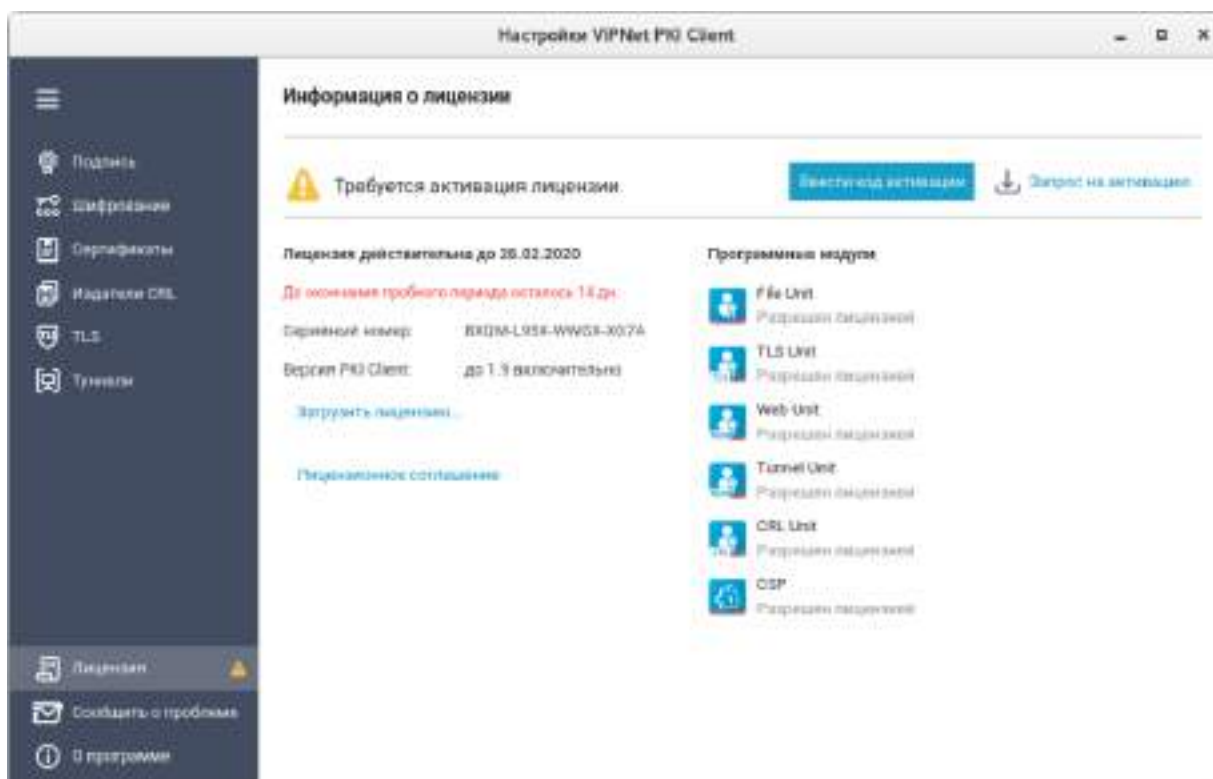 Настройки ViPNet PKI Client
Информация о лицензии
Подпись
Шифрование
Сертификаты
Издатели CRL
TLS
Туннели
Требуется активация лицензии
Ввести код активации
Запрос на активацию
Лицензия действительна до 28.02.2020
До окончания пробного периода осталось 14 дн.
Серийный номер:
Версия PKI Client: до 1.9 включительно
Загрузить лицензию...
Лицензионное соглашение
Программные модули
File Unit
Разрешен лицензией
TLS Unit
Разрешен лицензией
Web Unit
Разрешен лицензией
Tunnel Unit
Разрешен лицензией
CRL Unit
Разрешен лицензией
CSP
Разрешен лицензией
Лицензия
Сообщить о проблеме
О программе